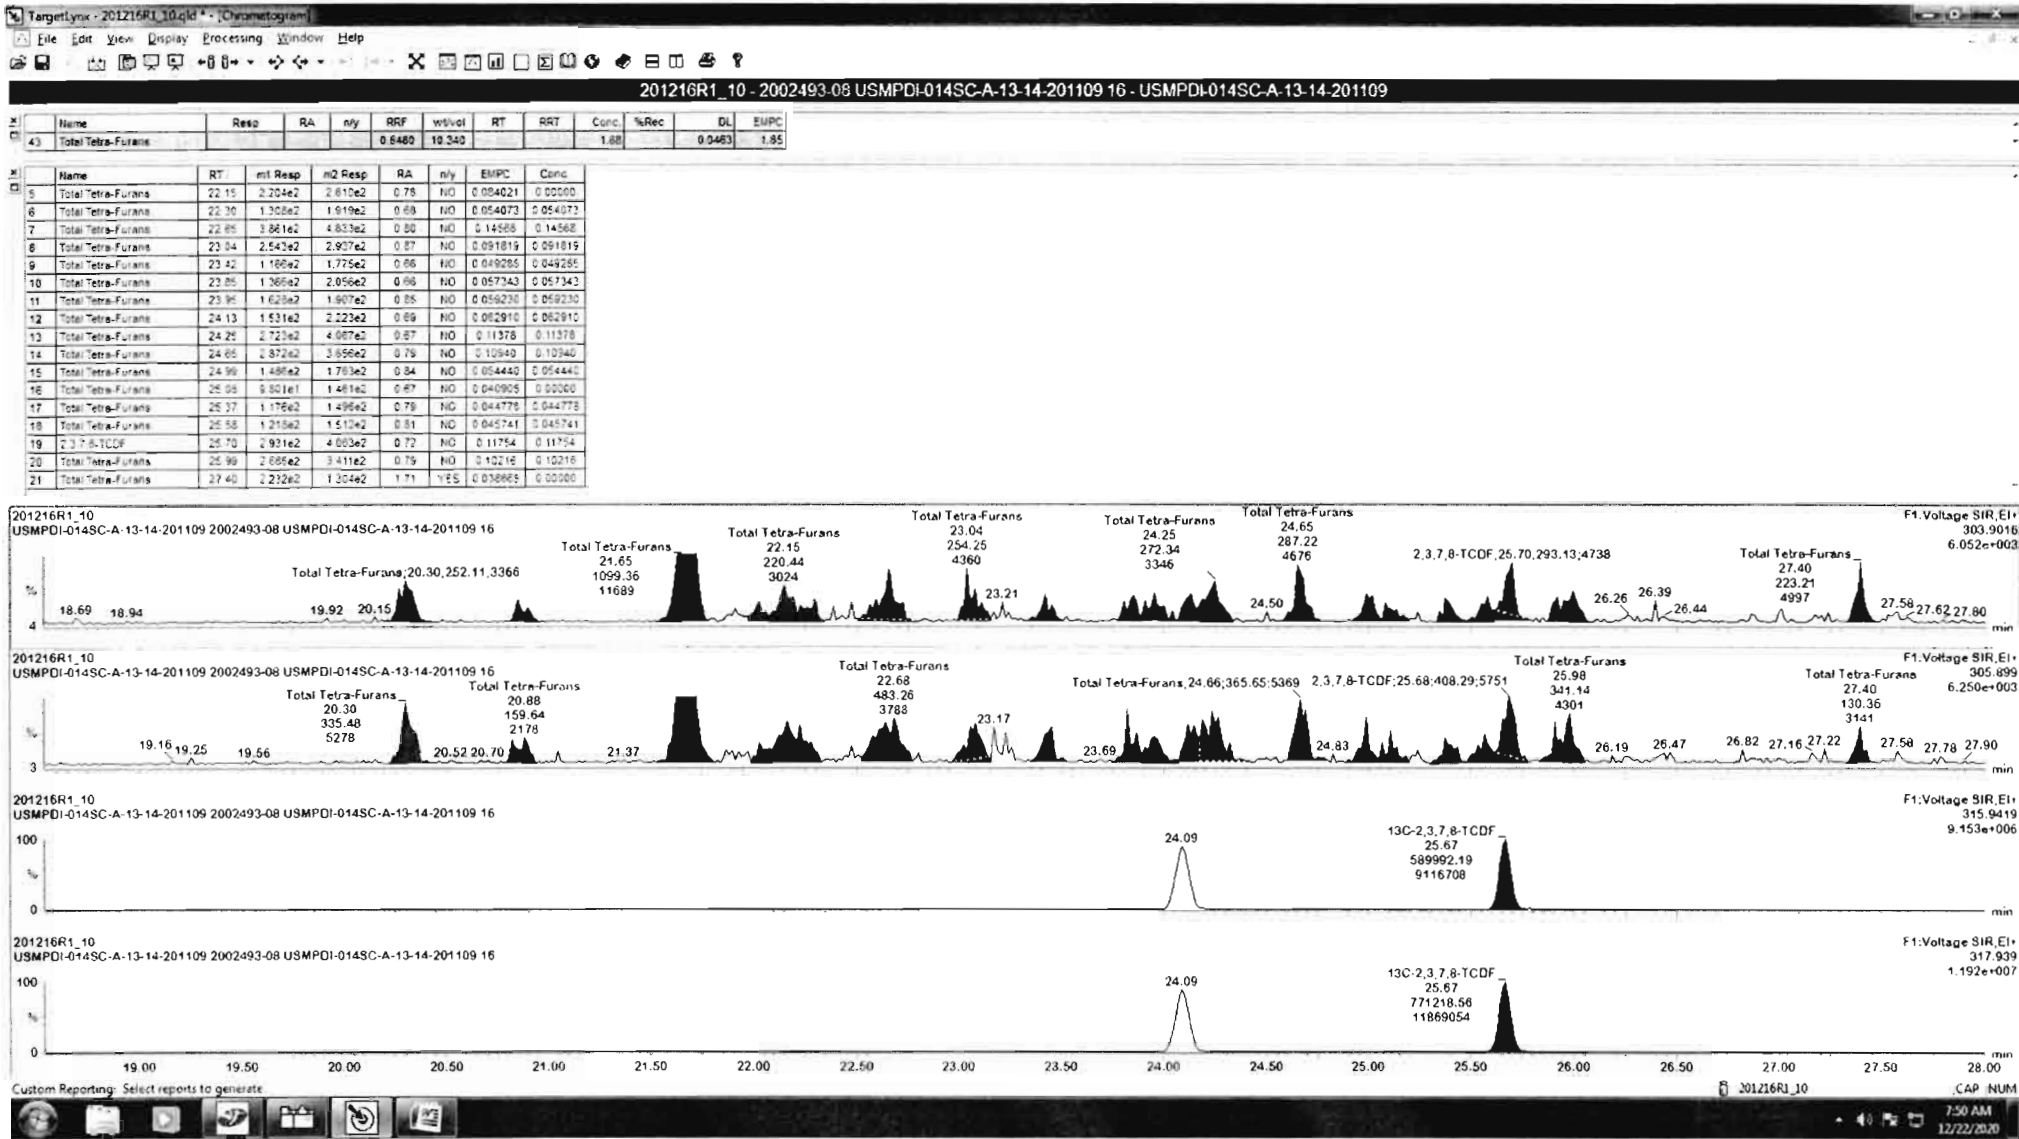 TargetLynx - 201216R1_10.qld * - [Chromatogram]
File Edit View Display Processing Window Help
201216R1_10 - 2002493-08 USMPDI-014SC-A-13-14-201109 16 - USMPDI-014SC-A-13-14-201109
Name Resp RA n/y RRF wt/vol RT RRT Conc. %Rec DL EMPC
43 Total Tetra-Furans 0.6460 10.340 1.68 0.0463 1.85
Name RT m1 Resp m2 Resp RA n/y EMPC Conc.
5 Total Tetra-Furans 22.15 2.204e2 2.810e2 0.78 NO 0.084021 0.00000
6 Total Tetra-Furans 22.30 1.308e2 1.919e2 0.68 NO 0.054073 0.054073
7 Total Tetra-Furans 22.65 3.861e2 4.833e2 0.80 NO 0.14568 0.14568
8 Total Tetra-Furans 23.04 2.543e2 2.937e2 0.87 NO 0.091819 0.091819
9 Total Tetra-Furans 23.42 1.166e2 1.775e2 0.66 NO 0.049285 0.049285
10 Total Tetra-Furans 23.85 1.366e2 2.056e2 0.66 NO 0.057343 0.057343
11 Total Tetra-Furans 23.95 1.628e2 1.907e2 0.85 NO 0.059230 0.059230
12 Total Tetra-Furans 24.13 1.531e2 2.223e2 0.69 NO 0.062910 0.062910
13 Total Tetra-Furans 24.25 2.723e2 4.067e2 0.67 NO 0.11378 0.11378
14 Total Tetra-Furans 24.65 2.872e2 3.656e2 0.79 NO 0.10940 0.10940
15 Total Tetra-Furans 24.99 1.486e2 1.763e2 0.84 NO 0.054440 0.054440
16 Total Tetra-Furans 25.08 9.801e1 1.461e2 0.67 NO 0.040905 0.00000
17 Total Tetra-Furans 25.37 1.176e2 1.496e2 0.79 NO 0.044778 0.044778
18 Total Tetra-Furans 25.58 1.218e2 1.512e2 0.81 NO 0.045741 0.045741
19 2,3,7,8-TCDF 25.70 2.931e2 4.083e2 0.72 NO 0.11754 0.11754
20 Total Tetra-Furans 25.99 2.685e2 3.411e2 0.79 NO 0.10216 0.10216
21 Total Tetra-Furans 27.40 2.232e2 1.304e2 1.71 YES 0.038665 0.00000
201216R1_10
USMPDI-014SC-A-13-14-201109 2002493-08 USMPDI-014SC-A-13-14-201109 16
F1:Voltage SIR,EI+
303.9016
6.052e+003
Total Tetra-Furans;20.30,252.11,3366
Total Tetra-Furans
21.65
1099.36
11689
Total Tetra-Furans
22.15
220.44
3024
Total Tetra-Furans
23.04
254.25
4360
Total Tetra-Furans
24.25
272.34
3346
Total Tetra-Furans
24.65
287.22
4676
2,3,7,8-TCDF,25.70,293.13;4738
Total Tetra-Furans
27.40
223.21
4997
18.69 18.94 19.92 20.15 23.21 24.50 26.26 26.39 26.44 27.58 27.62 27.80
% 4 min
201216R1_10
USMPDI-014SC-A-13-14-201109 2002493-08 USMPDI-014SC-A-13-14-201109 16
F1:Voltage SIR,EI+
305.899
6.250e+003
Total Tetra-Furans
20.30
335.48
5278
Total Tetra-Furans
20.88
159.64
2178
Total Tetra-Furans
22.68
483.26
3788
Total Tetra-Furans,24.66;365.65;5369
2,3,7,8-TCDF;25.68;408.29;5751
Total Tetra-Furans
25.98
341.14
4301
Total Tetra-Furans
27.40
130.36
3141
19.16 19.25 19.56 20.52 20.70 21.37 23.17 23.69 24.83 26.19 26.47 26.82 27.16 27.22 27.58 27.78 27.90
% 3 min
201216R1_10
USMPDI-014SC-A-13-14-201109 2002493-08 USMPDI-014SC-A-13-14-201109 16
F1:Voltage SIR,EI+
315.9419
9.153e+006
100 % 0
24.09
13C-2,3,7,8-TCDF
25.67
589992.19
9116708
min
201216R1_10
USMPDI-014SC-A-13-14-201109 2002493-08 USMPDI-014SC-A-13-14-201109 16
F1:Voltage SIR,EI+
317.939
1.192e+007
100 % 0
24.09
13C-2,3,7,8-TCDF
25.67
771218.56
11869054
min
19.00 19.50 20.00 20.50 21.00 21.50 22.00 22.50 23.00 23.50 24.00 24.50 25.00 25.50 26.00 26.50 27.00 27.50 28.00
Custom Reporting: Select reports to generate
201216R1_10 CAP NUM
7:50 AM
12/22/2020